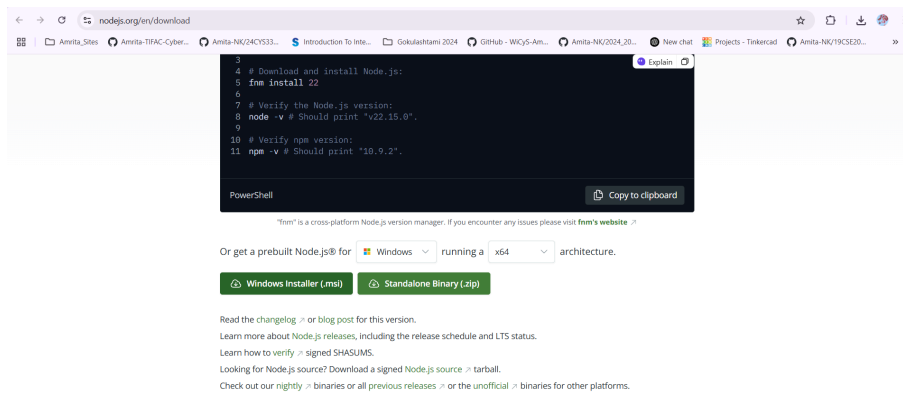 nodejs.org/en/download
Amrita_Sites Amrita-TIFAC-Cyber... Amita-NK/24CYS33... Introduction To Inte... Gokulashtami 2024 GitHub - WiCyS-Am... Amita-NK/2024_20... New chat Projects - Tinkercad Amita-NK/19CSE20... »
3
4 # Download and install Node.js:
Explain
5 fnm install 22
6
7 # Verify the Node.js version:
8 node -v # Should print "v22.15.0".
9
10 # Verify npm version:
11 npm -v # Should print "10.9.2".
PowerShell Copy to clipboard
"fnm" is a cross-platform Node.js version manager. If you encounter any issues please visit fnm's website ↗
Or get a prebuilt Node.js® for Windows running a x64 architecture.
Windows Installer (.msi) Standalone Binary (.zip)
Read the changelog ↗ or blog post for this version.
Learn more about Node.js releases, including the release schedule and LTS status.
Learn how to verify ↗ signed SHASUMS.
Looking for Node.js source? Download a signed Node.js source ↗ tarball.
Check out our nightly ↗ binaries or all previous releases ↗ or the unofficial ↗ binaries for other platforms.